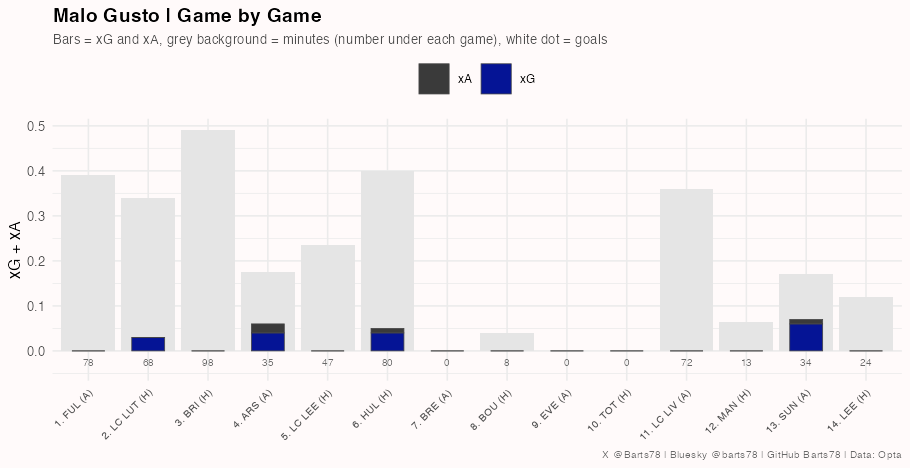 Malo Gusto | Game by Game
Bars = xG and xA, grey background = minutes (number under each game), white dot = goals
xA xG
xG + xA
0.5
0.4
0.3
0.2
0.1
0.0
78 68 98 35 47 80 0 8 0 0 72 13 34 24
1. FUL (A)
2. LC LUT (H)
3. BRI (H)
4. ARS (A)
5. LC LEE (H)
6. HUL (H)
7. BRE (A)
8. BOU (H)
9. EVE (A)
10. TOT (H)
11. LC LIV (A)
12. MAN (H)
13. SUN (A)
14. LEE (H)
X @Barts78 | Bluesky @barts78 | GitHub Barts78 | Data: Opta